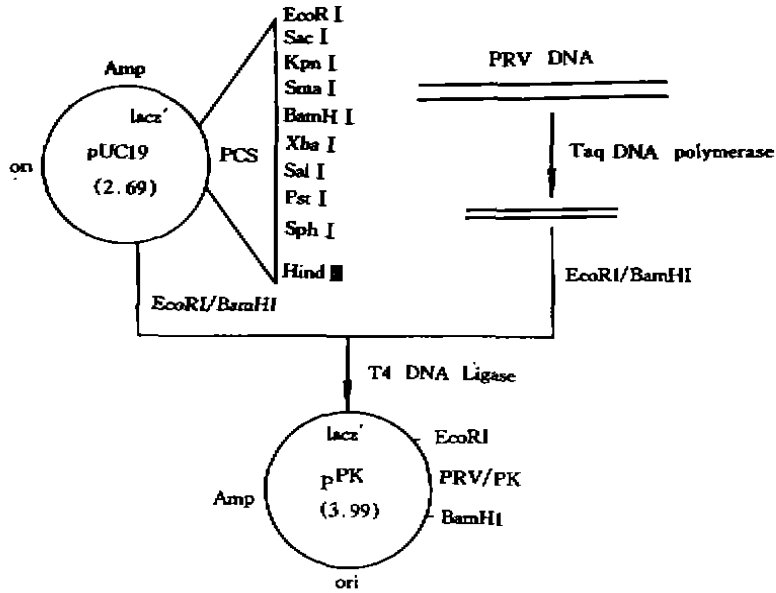 EcoR I
Sac I
Kpn I
Sma I
BamH I
Xba I
Sal I
Pst I
Sph I
Hind
Amp
lacz′
pUC19
(2.69)
on
PCS
EcoRI/BamHI
PRV DNA
Taq DNA polymerase
EcoRI/BamHI
T4 DNA Ligase
lacz′
pPK
(3.99)
Amp
ori
EcoRI
PRV/PK
BamHI